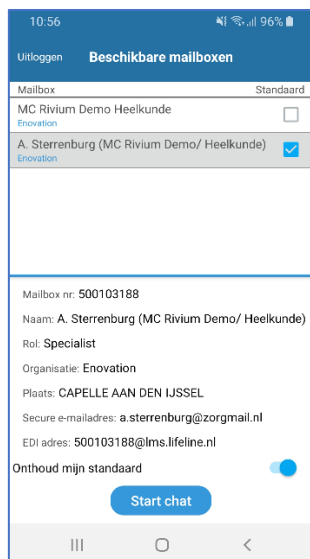 10:56 96%
Uitloggen Beschikbare mailboxen
Mailbox Standaard
MC Rivium Demo Heelkunde
Enovation
A. Sterrenburg (MC Rivium Demo/ Heelkunde)
Enovation
Mailbox nr: 500103188
Naam: A. Sterrenburg (MC Rivium Demo/ Heelkunde)
Rol: Specialist
Organisatie: Enovation
Plaats: CAPELLE AAN DEN IJSSEL
Secure e-mailadres: a.sterrenburg@zorgmail.nl
EDI adres: 500103188@lms.lifeline.nl
Onthoud mijn standaard
Start chat